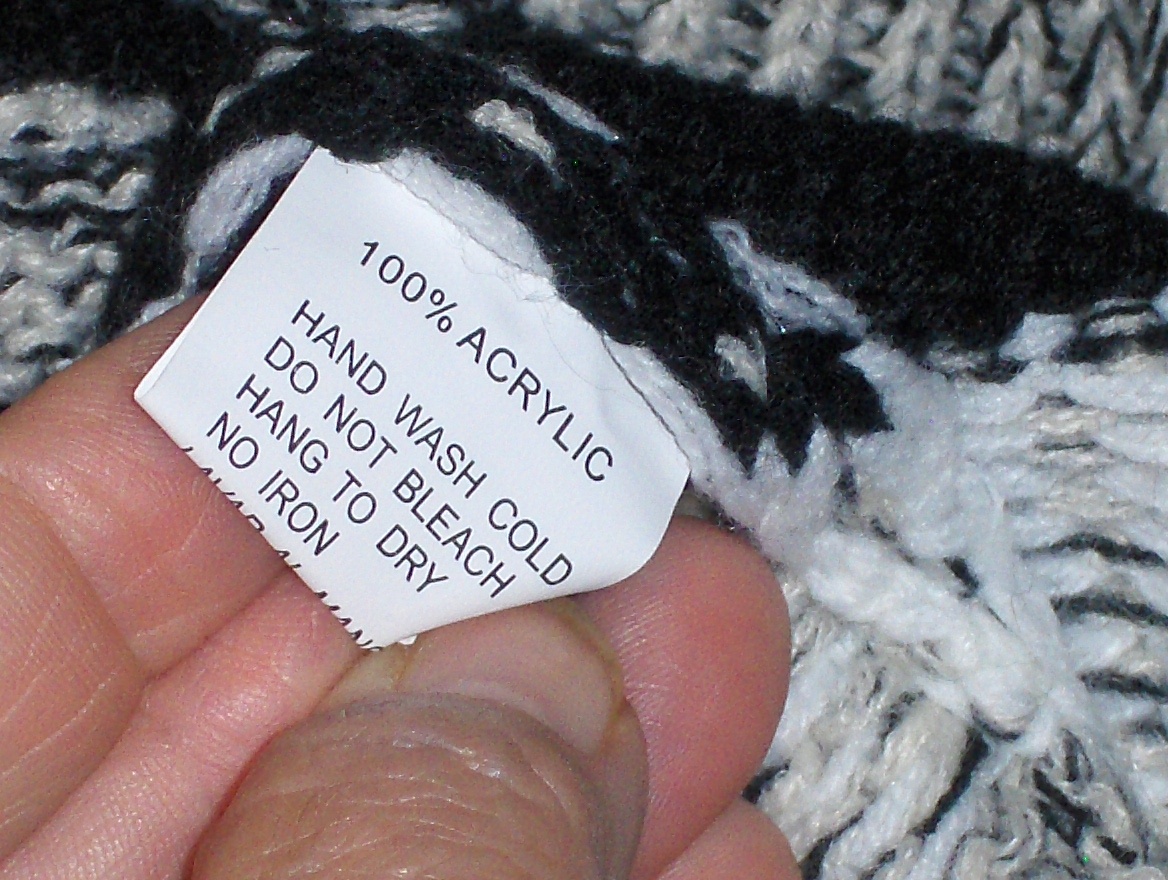 100% ACRYLIC
HAND WASH COLD
DO NOT BLEACH
HANG TO DRY
NO IRON